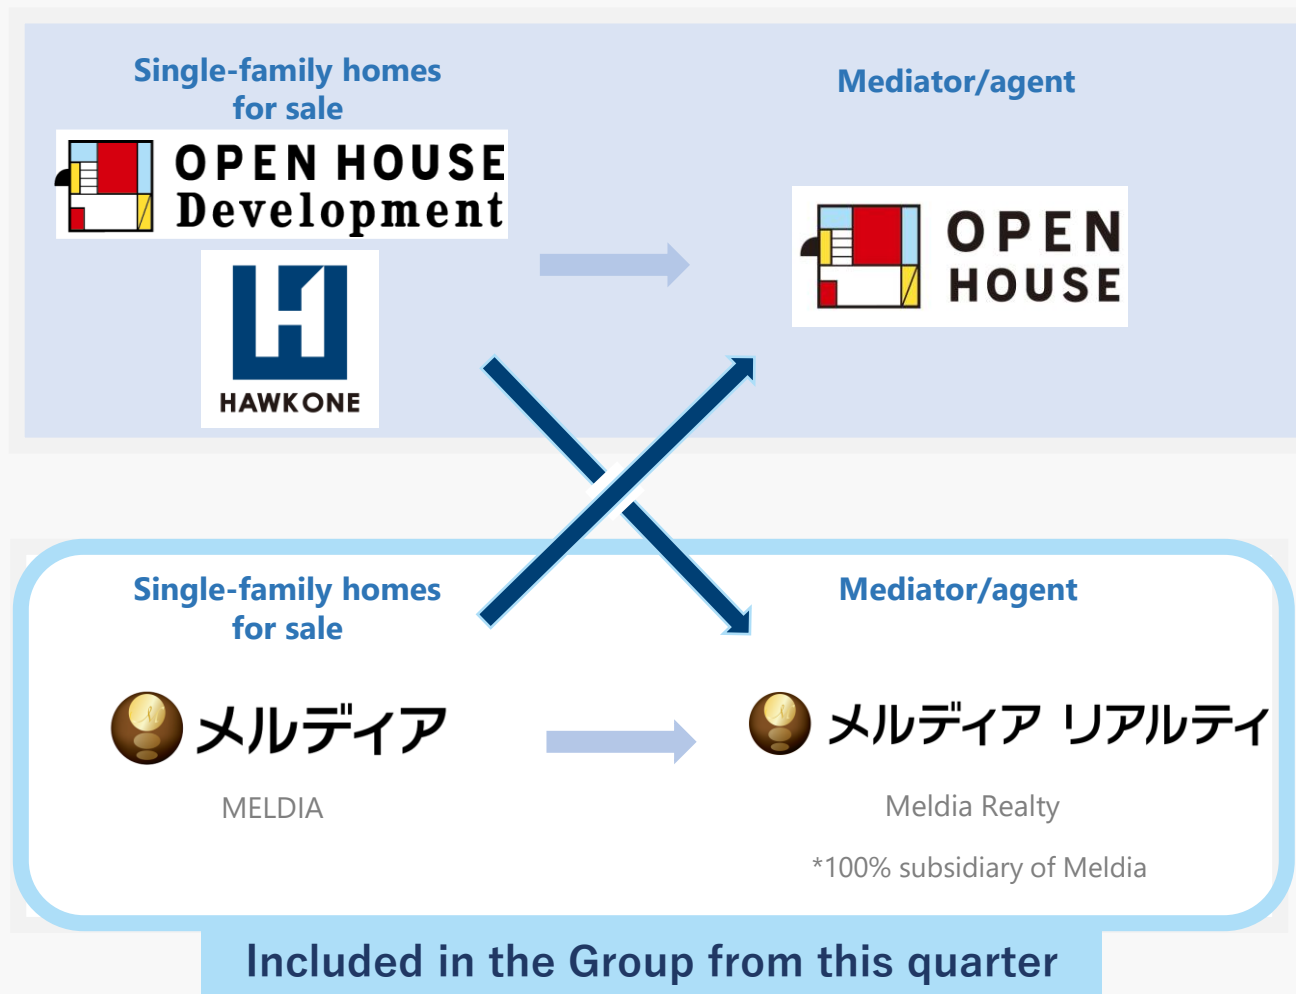 Single-family homes
for sale
OPEN HOUSE
Development
HAWK ONE
Mediator/agent
OPEN
HOUSE
Single-family homes
for sale
メルディア
MELDIA
Mediator/agent
メルディア リアルティ
Meldia Realty
*100% subsidiary of Meldia
Included in the Group from this quarter